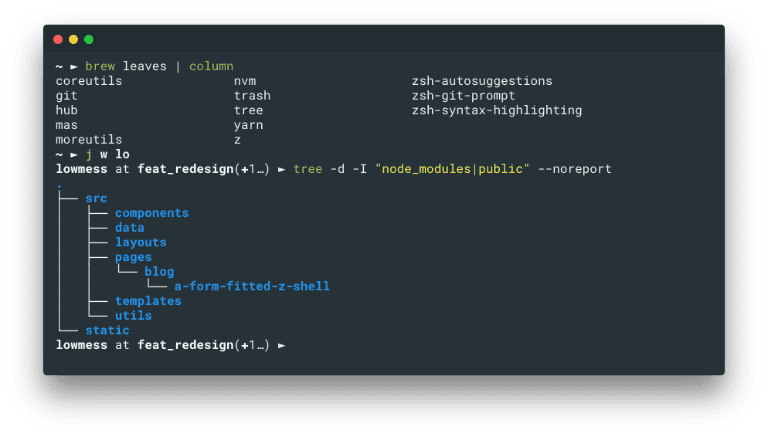 ~ ► brew leaves | column
coreutils nvm zsh-autosuggestions
git trash zsh-git-prompt
hub tree zsh-syntax-highlighting
mas yarn
moreutils z
~ ► j w lo
lowmess at feat_redesign(+1…) ► tree -d -I "node_modules|public" --noreport
.
├── src
│   ├── components
│   ├── data
│   ├── layouts
│   ├── pages
│   │   └── blog
│   │       └── a-form-fitted-z-shell
│   ├── templates
│   └── utils
└── static
lowmess at feat_redesign(+1…) ►